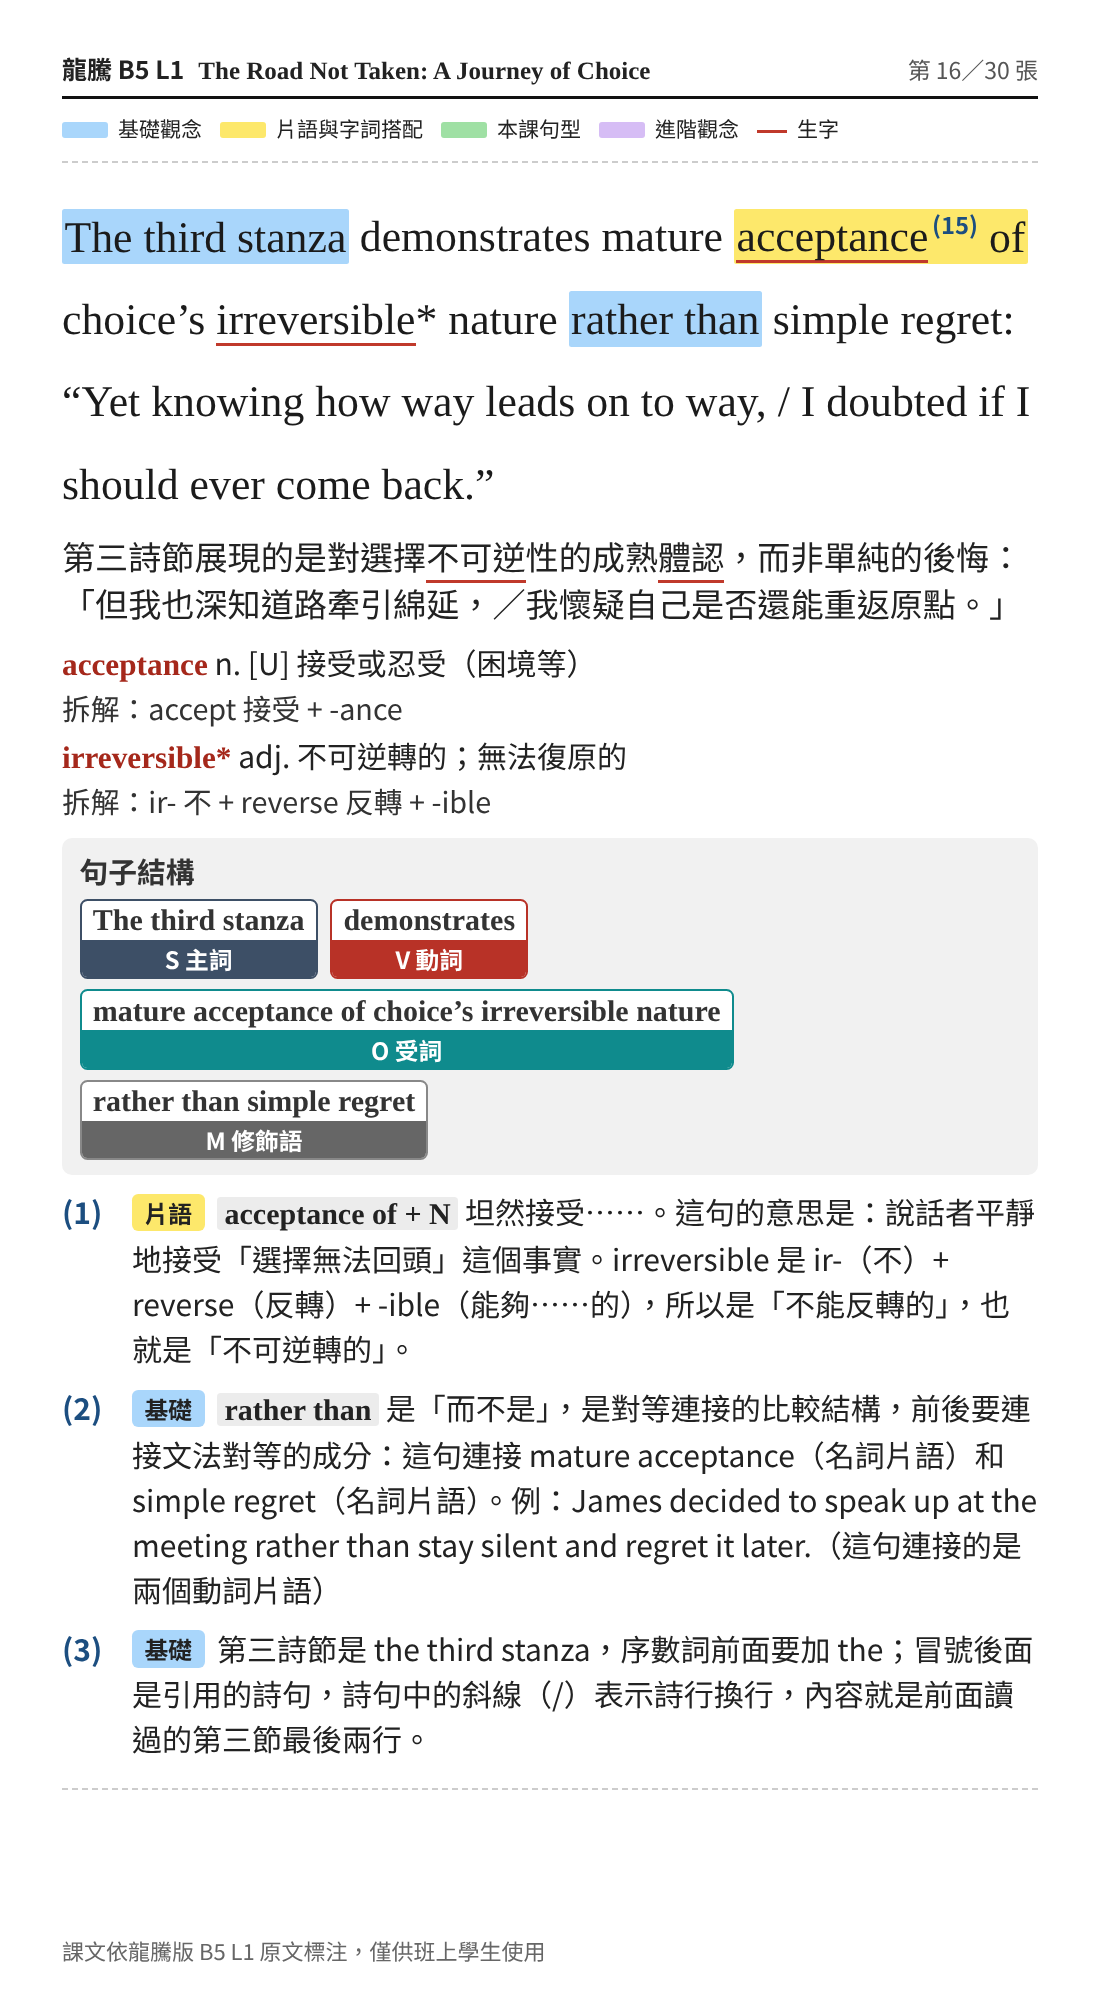 龍騰 B5 L1 The Road Not Taken: A Journey of Choice 第 16／30 張
基礎觀念 片語與字詞搭配 本課句型 進階觀念 生字
The third stanza demonstrates mature acceptance(15) of
choice’s irreversible* nature rather than simple regret:
“Yet knowing how way leads on to way, / I doubted if I
should ever come back.”
第三詩節展現的是對選擇不可逆性的成熟體認，而非單純的後悔：
「但我也深知道路牽引綿延，／我懷疑自己是否還能重返原點。」
acceptance n. [U] 接受或忍受（困境等）
拆解：accept 接受 + -ance
irreversible* adj. 不可逆轉的；無法復原的
拆解：ir- 不 + reverse 反轉 + -ible
句子結構
The third stanza demonstrates
S 主詞 V 動詞
mature acceptance of choice’s irreversible nature
O 受詞
rather than simple regret
M 修飾語
(1) 片語 acceptance of + N 坦然接受……。這句的意思是：說話者平靜
地接受「選擇無法回頭」這個事實。irreversible 是 ir-（不）+
reverse（反轉）+ -ible（能夠……的），所以是「不能反轉的」，也
就是「不可逆轉的」。
(2) 基礎 rather than 是「而不是」，是對等連接的比較結構，前後要連
接文法對等的成分：這句連接 mature acceptance（名詞片語）和
simple regret（名詞片語）。例：James decided to speak up at the
meeting rather than stay silent and regret it later.（這句連接的是
兩個動詞片語）
(3) 基礎 第三詩節是 the third stanza，序數詞前面要加 the；冒號後面
是引用的詩句，詩句中的斜線（/）表示詩行換行，內容就是前面讀
過的第三節最後兩行。
課文依龍騰版 B5 L1 原文標注，僅供班上學生使用